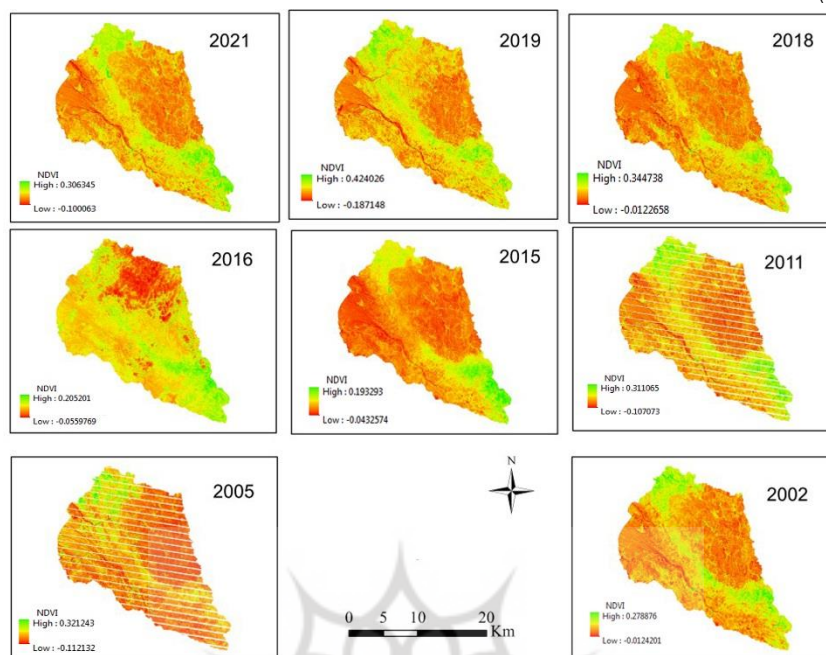 2021
NDVI
High : 0.306345
Low : -0.100063
2019
NDVI
High : 0.424026
Low : -0.187148
2018
NDVI
High : 0.344738
Low : -0.0122658
2016
NDVI
High : 0.205201
Low : -0.0559769
2015
NDVI
High : 0.193293
Low : -0.0432574
2011
NDVI
High : 0.311065
Low : -0.107073
2005
NDVI
High : 0.321243
Low : -0.112132
N
0 5 10 20
Km
2002
NDVI
High : 0.278876
Low : -0.0124201